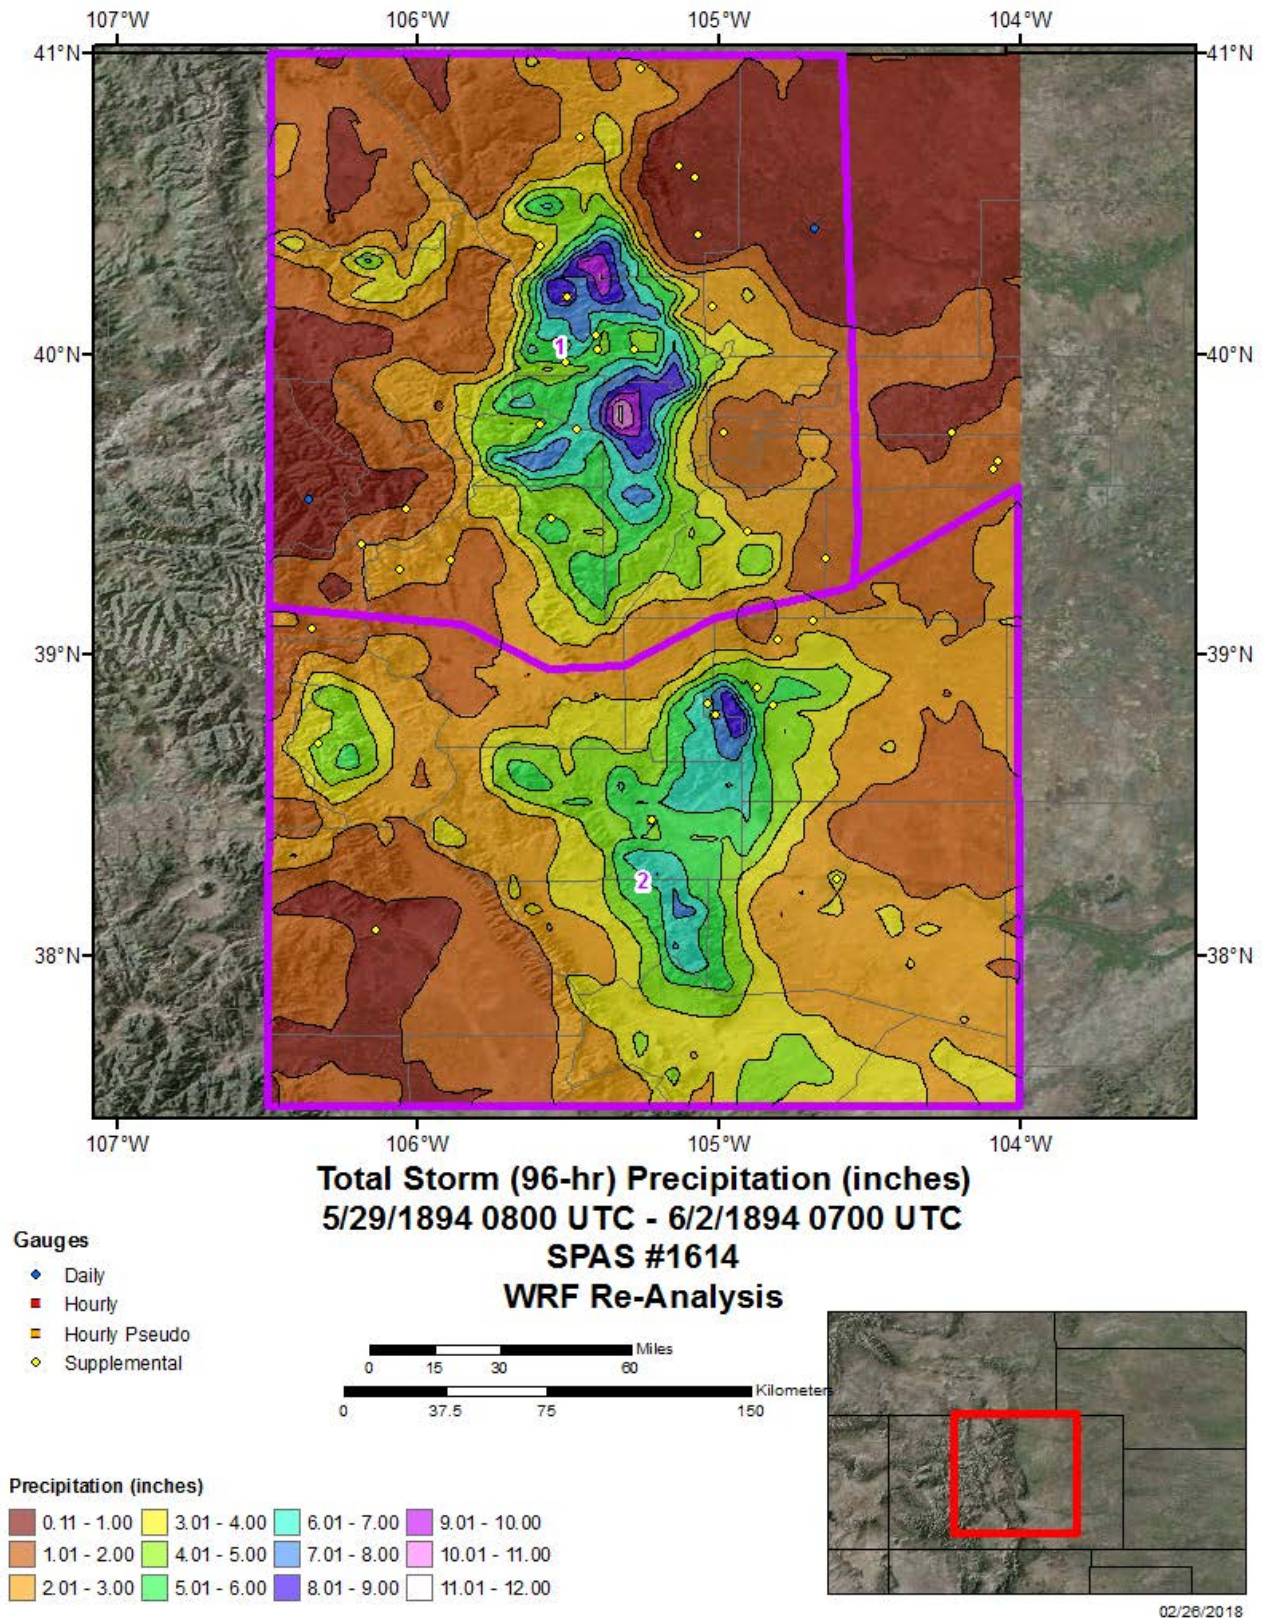 107°W 106°W 105°W 104°W
41°N 41°N
1
40°N 40°N
39°N 39°N
2
38°N 38°N
107°W 106°W 105°W 104°W
Total Storm (96-hr) Precipitation (inches)
5/29/1894 0800 UTC - 6/2/1894 0700 UTC
SPAS #1614
WRF Re-Analysis
Gauges
Daily
Hourly
Hourly Pseudo
Supplemental
Miles
0 15 30 60
Kilometers
0 37.5 75 150
Precipitation (inches)
0.11 - 1.00 3.01 - 4.00 6.01 - 7.00 9.01 - 10.00
1.01 - 2.00 4.01 - 5.00 7.01 - 8.00 10.01 - 11.00
2.01 - 3.00 5.01 - 6.00 8.01 - 9.00 11.01 - 12.00
02/26/2018